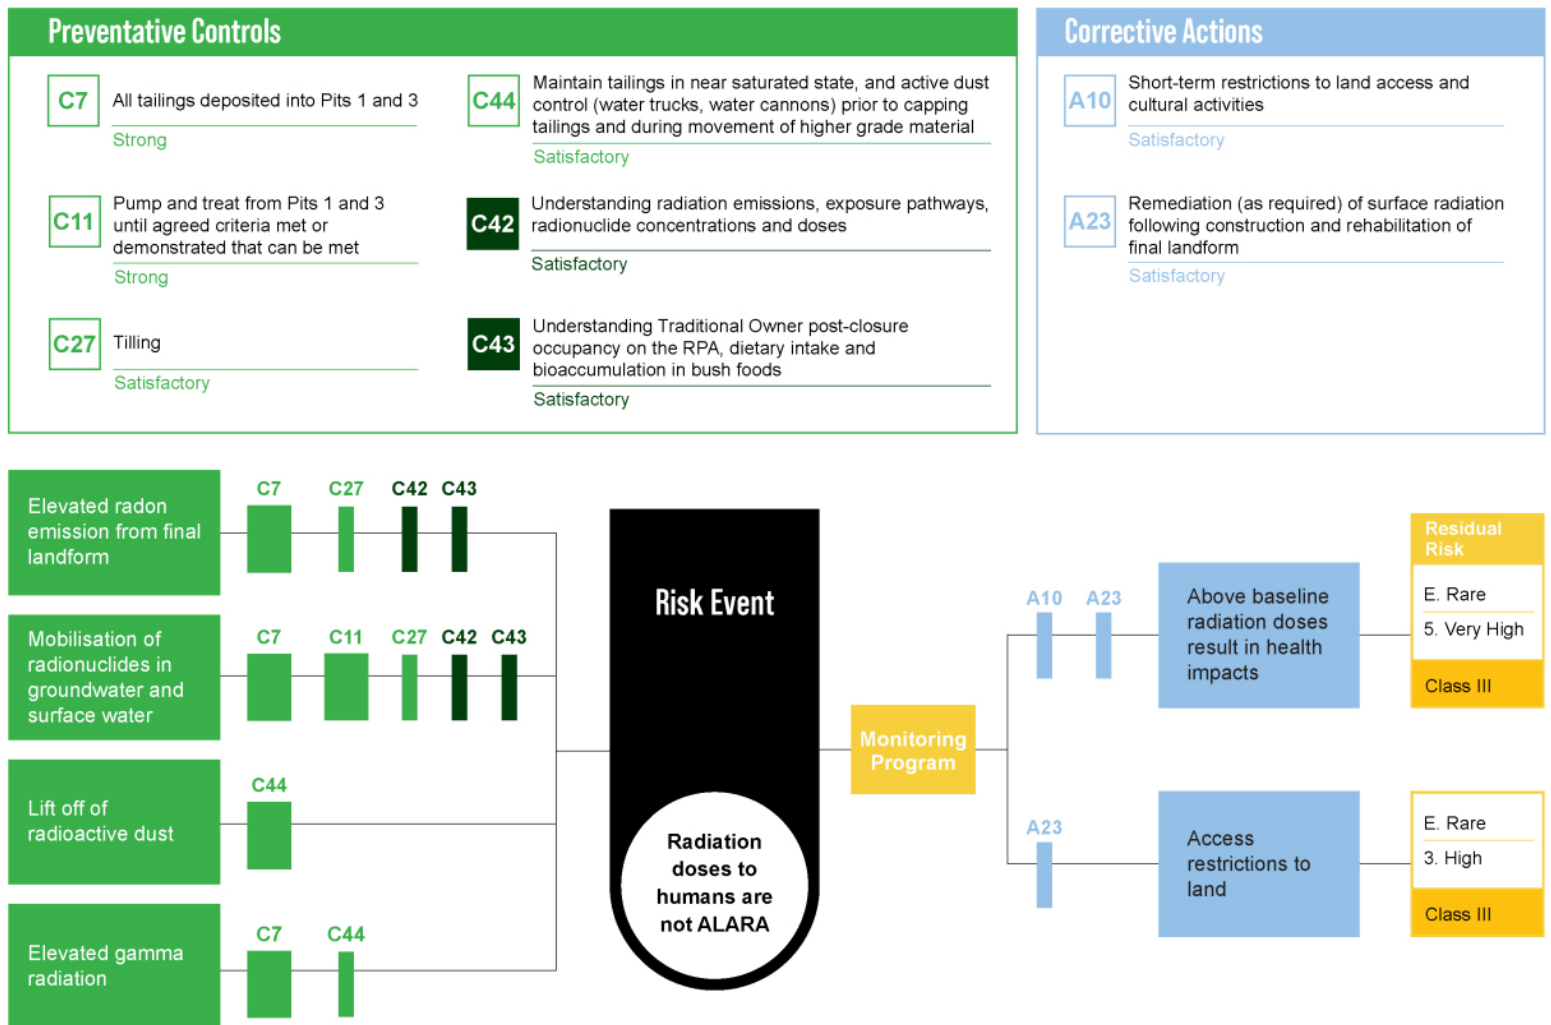 Preventative Controls
C7
All tailings deposited into Pits 1 and 3
Strong
C11
Pump and treat from Pits 1 and 3
until agreed criteria met or
demonstrated that can be met
Strong
C27
Tilling
Satisfactory
C44
Maintain tailings in near saturated state, and active dust
control (water trucks, water cannons) prior to capping
tailings and during movement of higher grade material
Satisfactory
C42
Understanding radiation emissions, exposure pathways,
radionuclide concentrations and doses
Satisfactory
C43
Understanding Traditional Owner post-closure
occupancy on the RPA, dietary intake and
bioaccumulation in bush foods
Satisfactory
Corrective Actions
A10
Short-term restrictions to land access and
cultural activities
Satisfactory
A23
Remediation (as required) of surface radiation
following construction and rehabilitation of
final landform
Satisfactory
Elevated radon
emission from final
landform
C7 C27 C42 C43
Mobilisation of
radionuclides in
groundwater and
surface water
C7 C11 C27 C42 C43
Lift off of
radioactive dust
C44
Elevated gamma
radiation
C7 C44
Risk Event
Radiation
doses to
humans are
not ALARA
Monitoring
Program
A10 A23
Above baseline
radiation doses
result in health
impacts
Residual
Risk
E. Rare
5. Very High
Class III
A23
Access
restrictions to
land
E. Rare
3. High
Class III